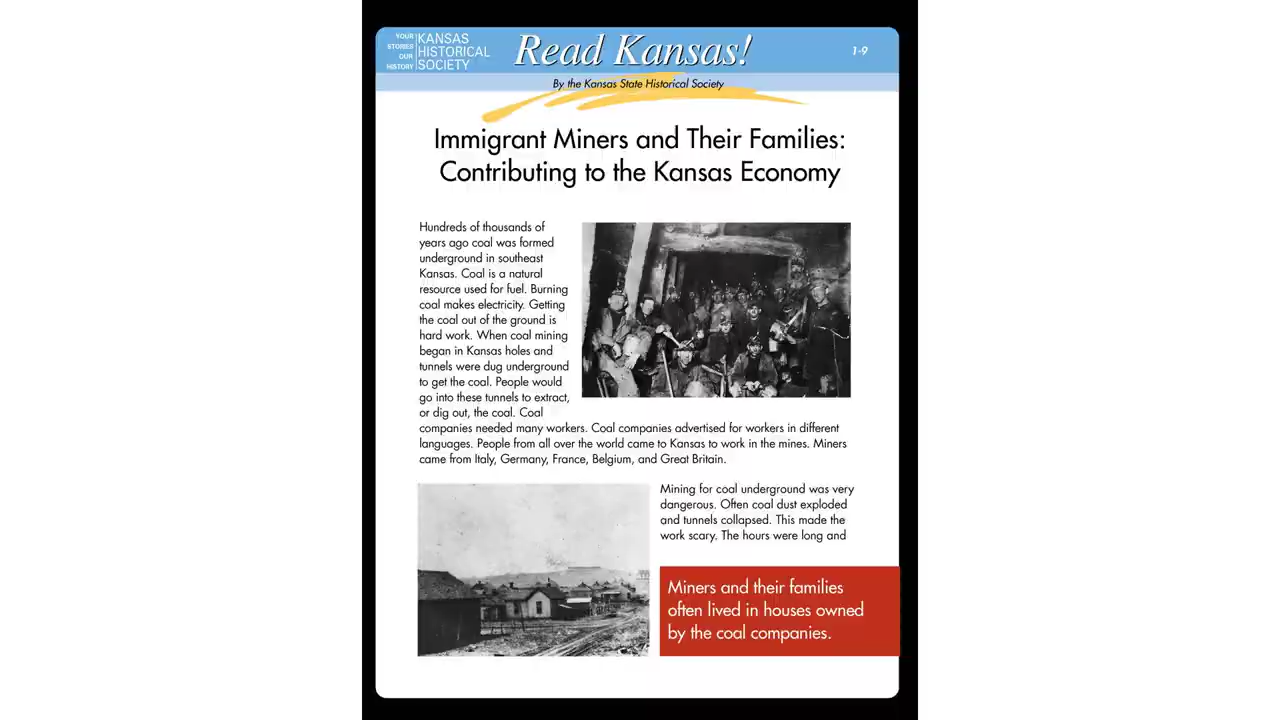 YOUR
STORIES
OUR
HISTORY
KANSAS
HISTORICAL
SOCIETY
Read Kansas!
1-9
By the Kansas State Historical Society
Immigrant Miners and Their Families:
Contributing to the Kansas Economy
Hundreds of thousands of
years ago coal was formed
underground in southeast
Kansas. Coal is a natural
resource used for fuel. Burning
coal makes electricity. Getting
the coal out of the ground is
hard work. When coal mining
began in Kansas holes and
tunnels were dug underground
to get the coal. People would
go into these tunnels to extract,
or dig out, the coal. Coal
companies needed many workers. Coal companies advertised for workers in different
languages. People from all over the world came to Kansas to work in the mines. Miners
came from Italy, Germany, France, Belgium, and Great Britain.
Mining for coal underground was very
dangerous. Often coal dust exploded
and tunnels collapsed. This made the
work scary. The hours were long and
Miners and their families
often lived in houses owned
by the coal companies.